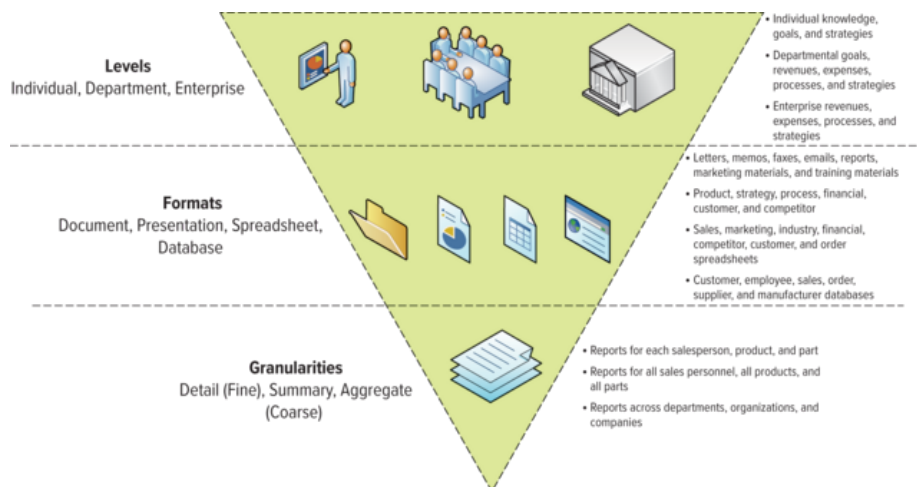 Levels
Individual, Department, Enterprise
• Individual knowledge,
goals, and strategies
• Departmental goals,
revenues, expenses,
processes, and strategies
• Enterprise revenues,
expenses, processes, and
strategies
Formats
Document, Presentation, Spreadsheet,
Database
• Letters, memos, faxes, emails, reports,
marketing materials, and training materials
• Product, strategy, process, financial,
customer, and competitor
• Sales, marketing, industry, financial,
competitor, customer, and order
spreadsheets
• Customer, employee, sales, order,
supplier, and manufacturer databases
Granularities
Detail (Fine), Summary, Aggregate
(Coarse)
• Reports for each salesperson, product, and part
• Reports for all sales personnel, all products, and
all parts
• Reports across departments, organizations, and
companies